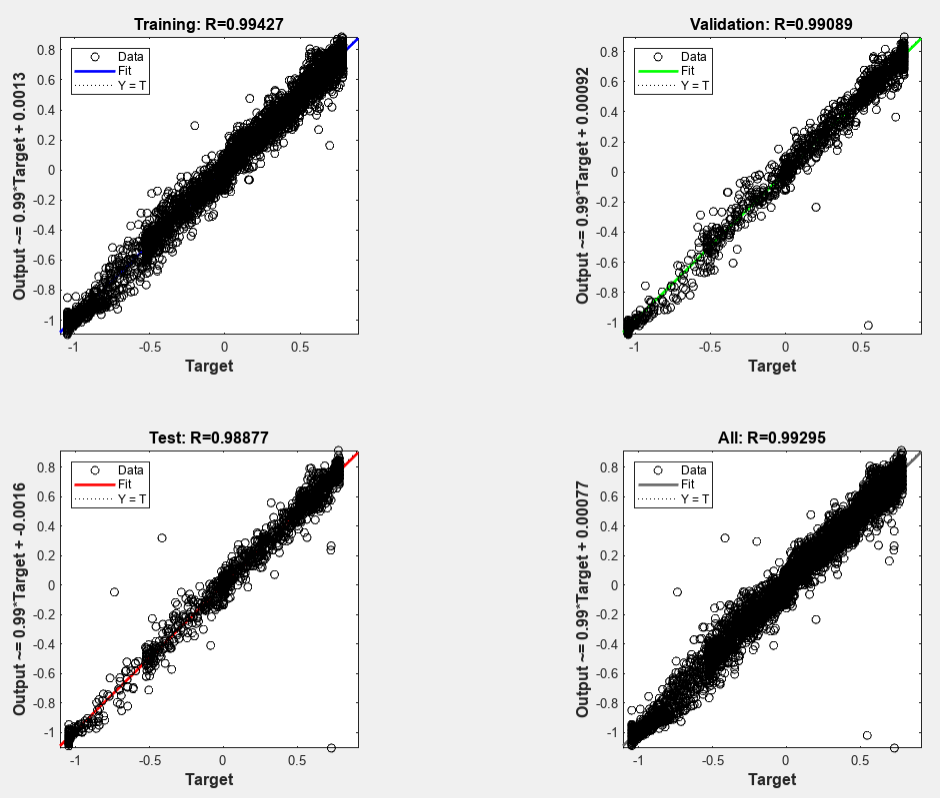 Training: R=0.99427
Output ~= 0.99*Target + 0.0013
0.8
0.6
0.4
0.2
0
-0.2
-0.4
-0.6
-0.8
-1
Data
Fit
Y = T
-1
-0.5
0
0.5
Target
Validation: R=0.99089
Output ~= 0.99*Target + 0.00092
0.8
0.6
0.4
0.2
0
-0.2
-0.4
-0.6
-0.8
-1
Data
Fit
Y = T
-1
-0.5
0
0.5
Target
Test: R=0.98877
Output ~= 0.99*Target + -0.0016
0.8
0.6
0.4
0.2
0
-0.2
-0.4
-0.6
-0.8
-1
Data
Fit
Y = T
-1
-0.5
0
0.5
Target
All: R=0.99295
Output ~= 0.99*Target + 0.00077
0.8
0.6
0.4
0.2
0
-0.2
-0.4
-0.6
-0.8
-1
Data
Fit
Y = T
-1
-0.5
0
0.5
Target